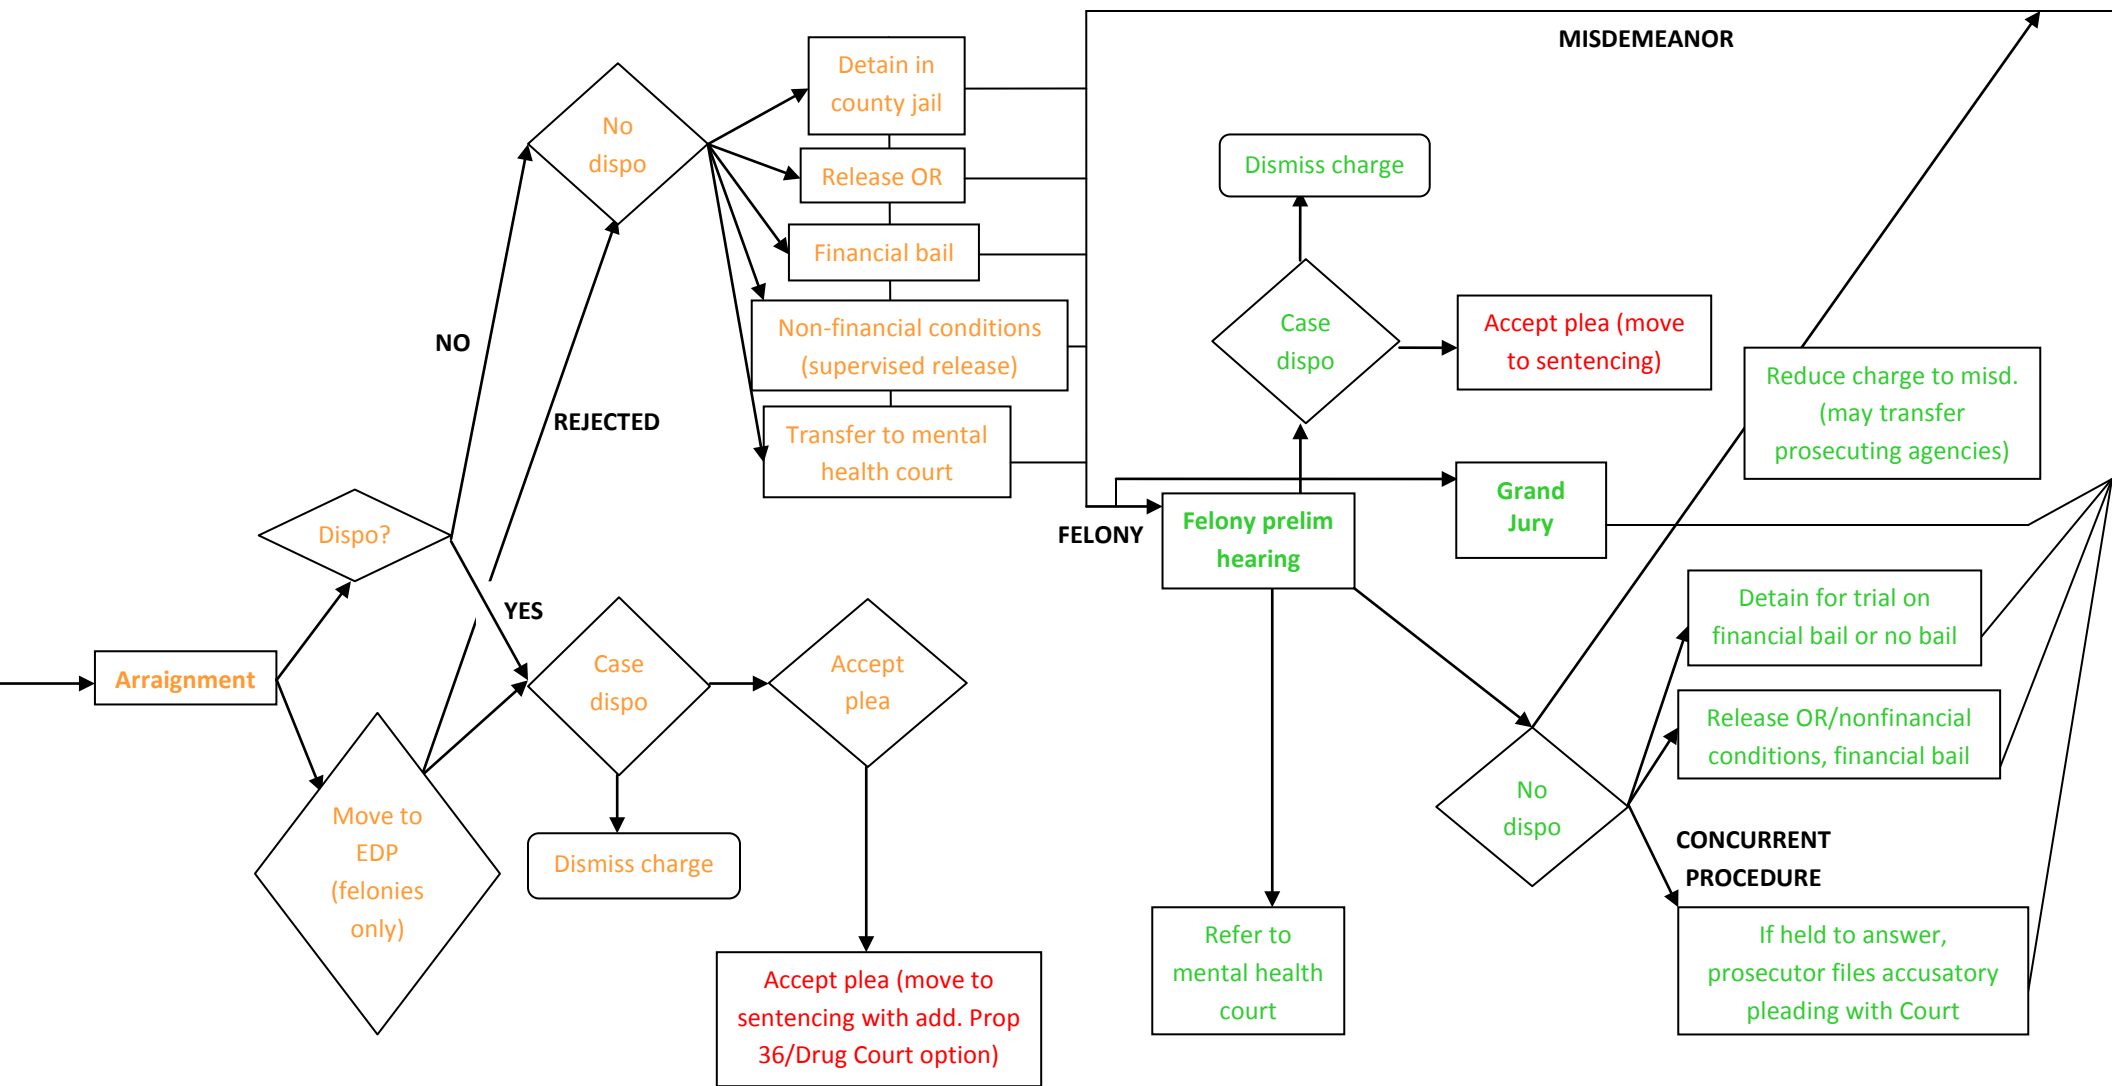 MISDEMEANOR
Detain in
county jail
No
dispo
Release OR
Financial bail
Non-financial conditions
(supervised release)
Transfer to mental
health court
NO
REJECTED
Dispo?
YES
Arraignment
Move to
EDP
(felonies
only)
Case
dispo
Accept
plea
Dismiss charge
Accept plea (move to
sentencing with add. Prop
36/Drug Court option)
FELONY
Felony prelim
hearing
Dismiss charge
Case
dispo
Accept plea (move
to sentencing)
Grand
Jury
Refer to
mental health
court
Reduce charge to misd.
(may transfer
prosecuting agencies)
No
dispo
Detain for trial on
financial bail or no bail
Release OR/nonfinancial
conditions, financial bail
CONCURRENT
PROCEDURE
If held to answer,
prosecutor files accusatory
pleading with Court